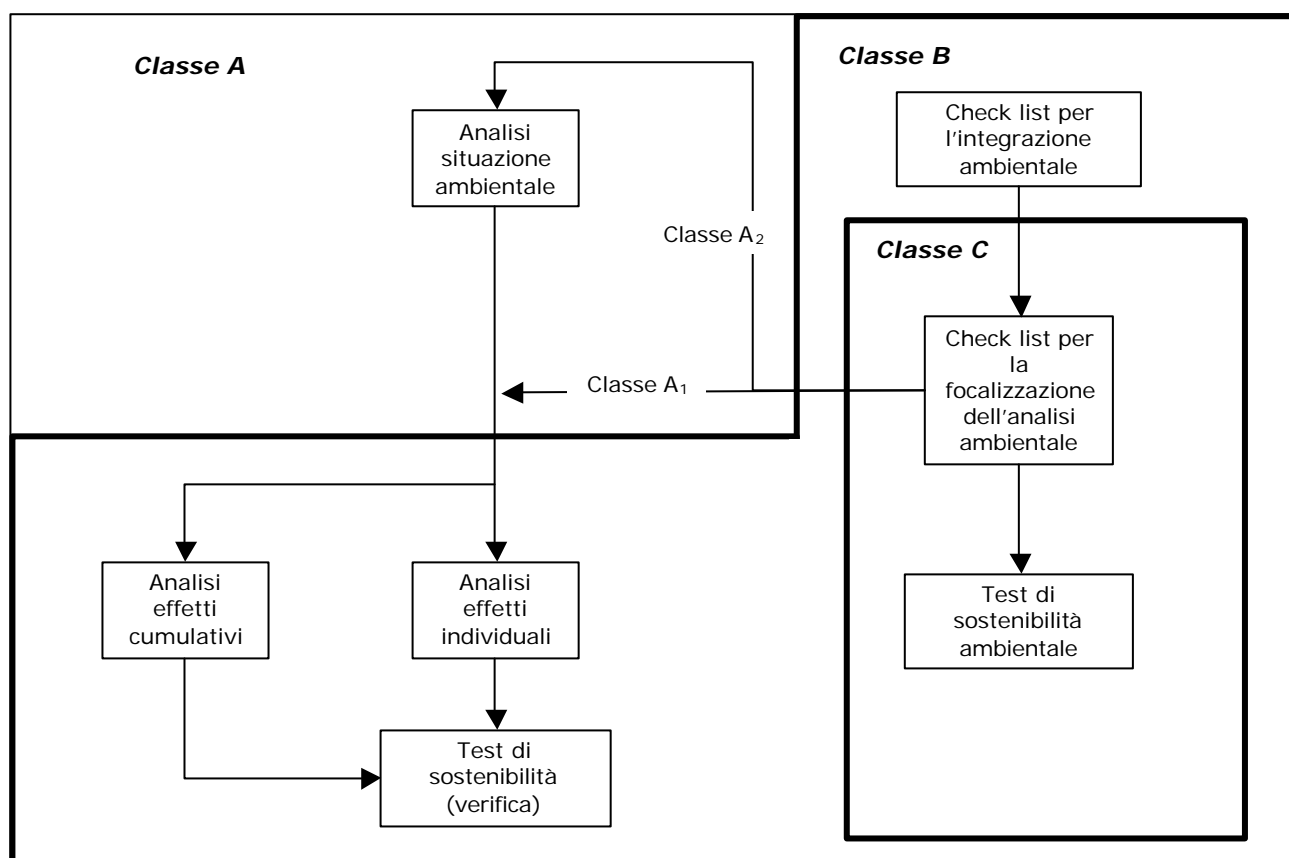 Classe A
Classe B
Check list per
l'integrazione
ambientale
Analisi
situazione
ambientale
Classe A₂
Classe C
Check list per
la
focalizzazione
dell'analisi
ambientale
Classe A₁
Analisi
effetti
cumulativi
Analisi
effetti
individuali
Test di
sostenibilità
ambientale
Test di
sostenibilità
(verifica)